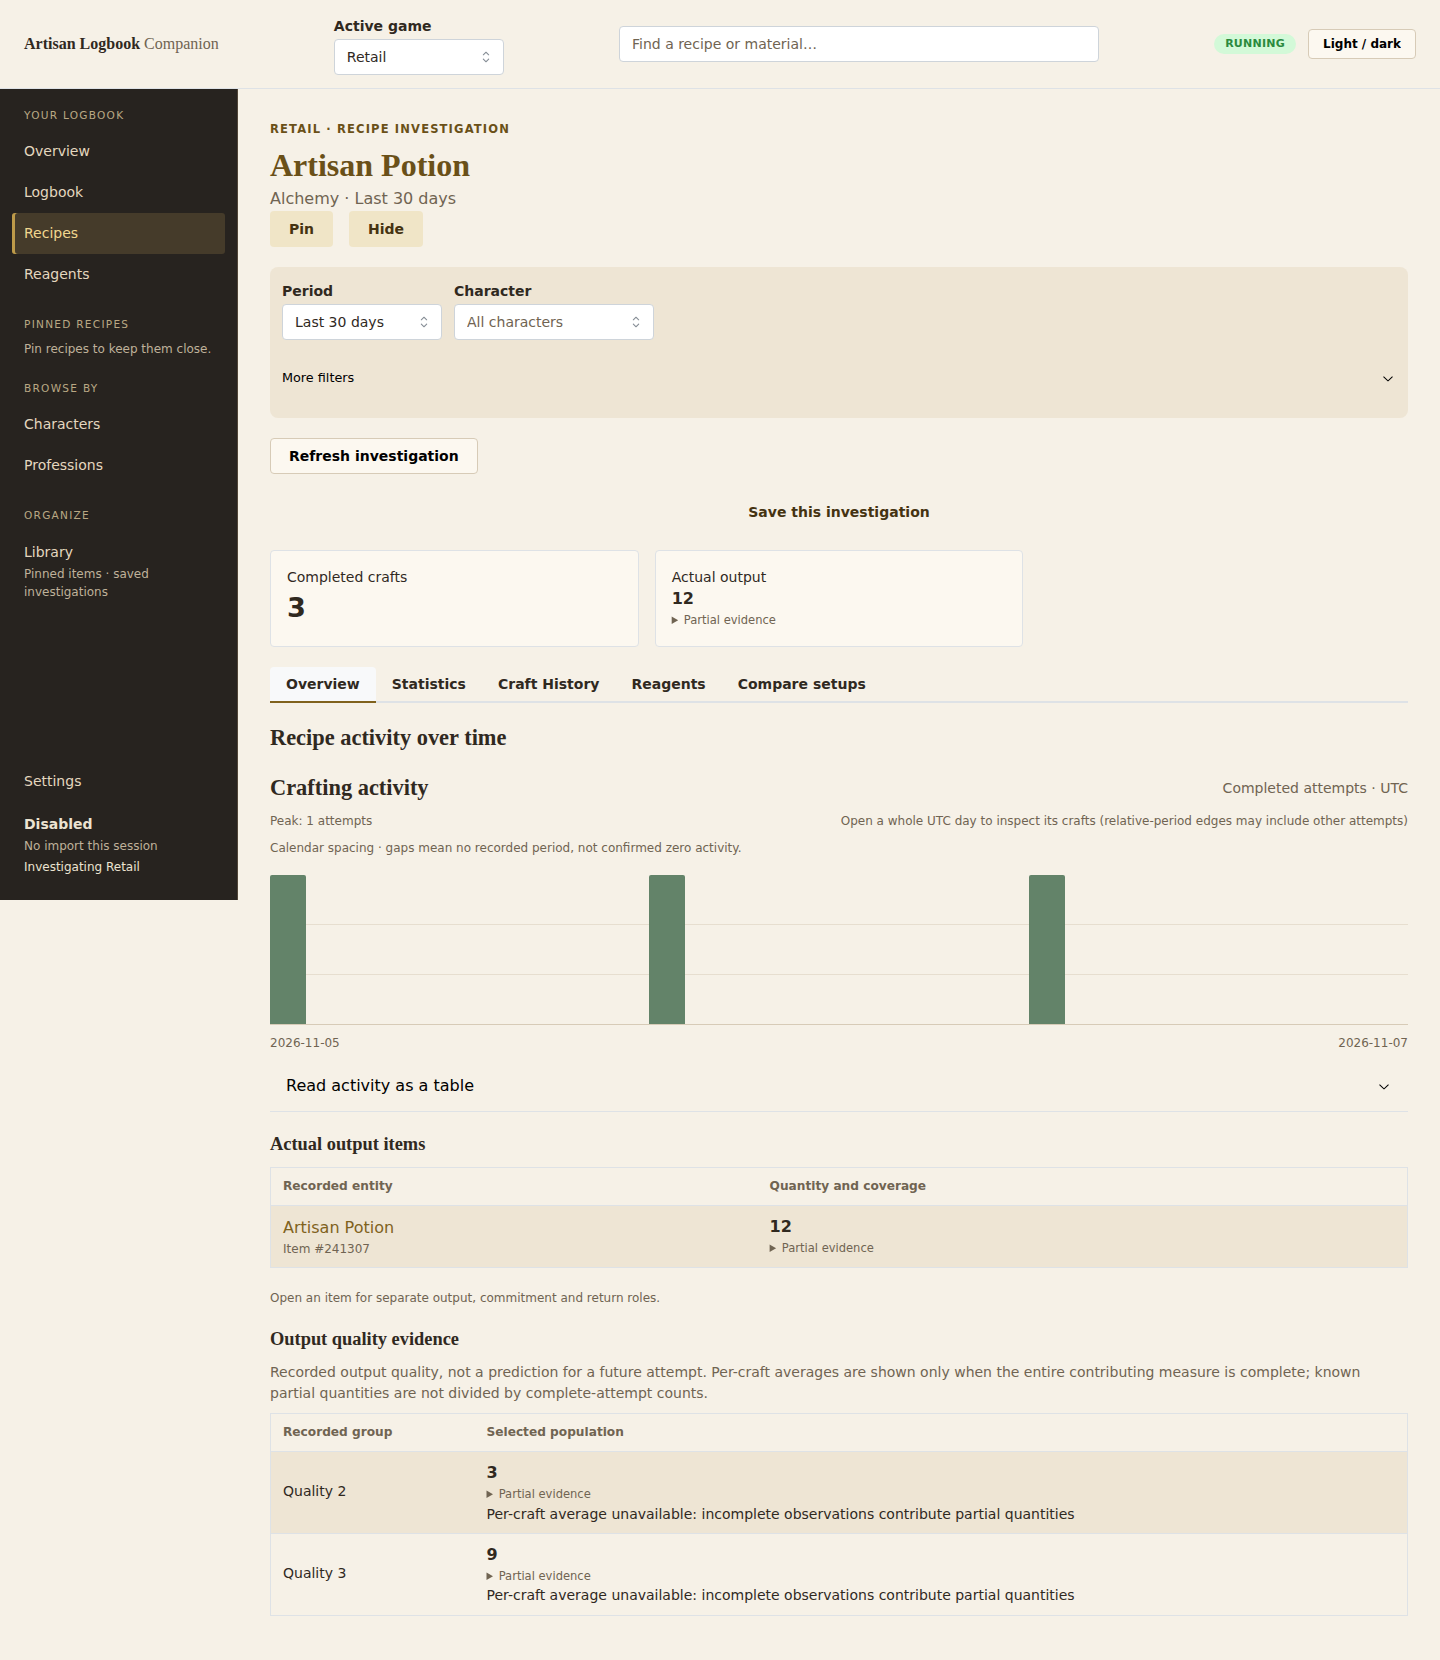 Artisan Logbook Companion
Active game
Retail
Find a recipe or material...
RUNNING
Light / dark
YOUR LOGBOOK
Overview
Logbook
Recipes
Reagents
PINNED RECIPES
Pin recipes to keep them close.
BROWSE BY
Characters
Professions
ORGANIZE
Library
Pinned items · saved
investigations
Settings
Disabled
No import this session
Investigating Retail
RETAIL · RECIPE INVESTIGATION
Artisan Potion
Alchemy · Last 30 days
Pin
Hide
Period
Character
Last 30 days
All characters
More filters
Refresh investigation
Save this investigation
Completed crafts
3
Actual output
12
Partial evidence
Overview
Statistics
Craft History
Reagents
Compare setups
Recipe activity over time
Crafting activity
Completed attempts · UTC
Peak: 1 attempts
Open a whole UTC day to inspect its crafts (relative-period edges may include other attempts)
Calendar spacing · gaps mean no recorded period, not confirmed zero activity.
2026-11-05
2026-11-07
Read activity as a table
Actual output items
Recorded entity
Quantity and coverage
Artisan Potion
Item #241307
12
Partial evidence
Open an item for separate output, commitment and return roles.
Output quality evidence
Recorded output quality, not a prediction for a future attempt. Per-craft averages are shown only when the entire contributing measure is complete; known
partial quantities are not divided by complete-attempt counts.
Recorded group
Selected population
Quality 2
3
Partial evidence
Per-craft average unavailable: incomplete observations contribute partial quantities
Quality 3
9
Partial evidence
Per-craft average unavailable: incomplete observations contribute partial quantities